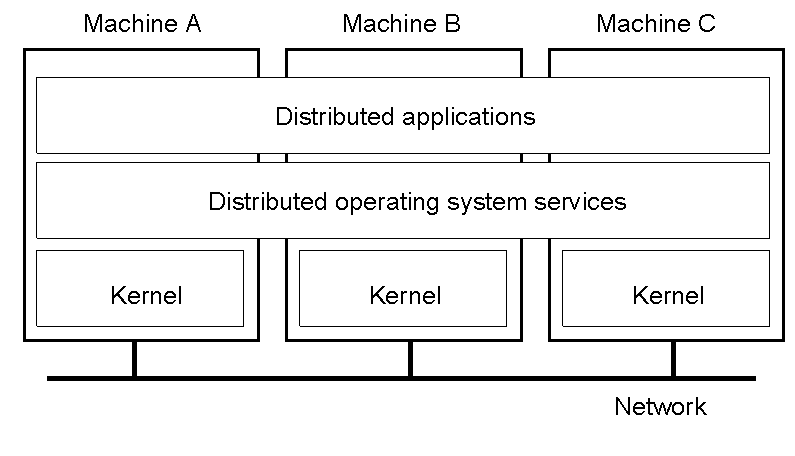 Machine A
Machine B
Machine C
Distributed applications
Distributed operating system services
Kernel
Kernel
Kernel
Network